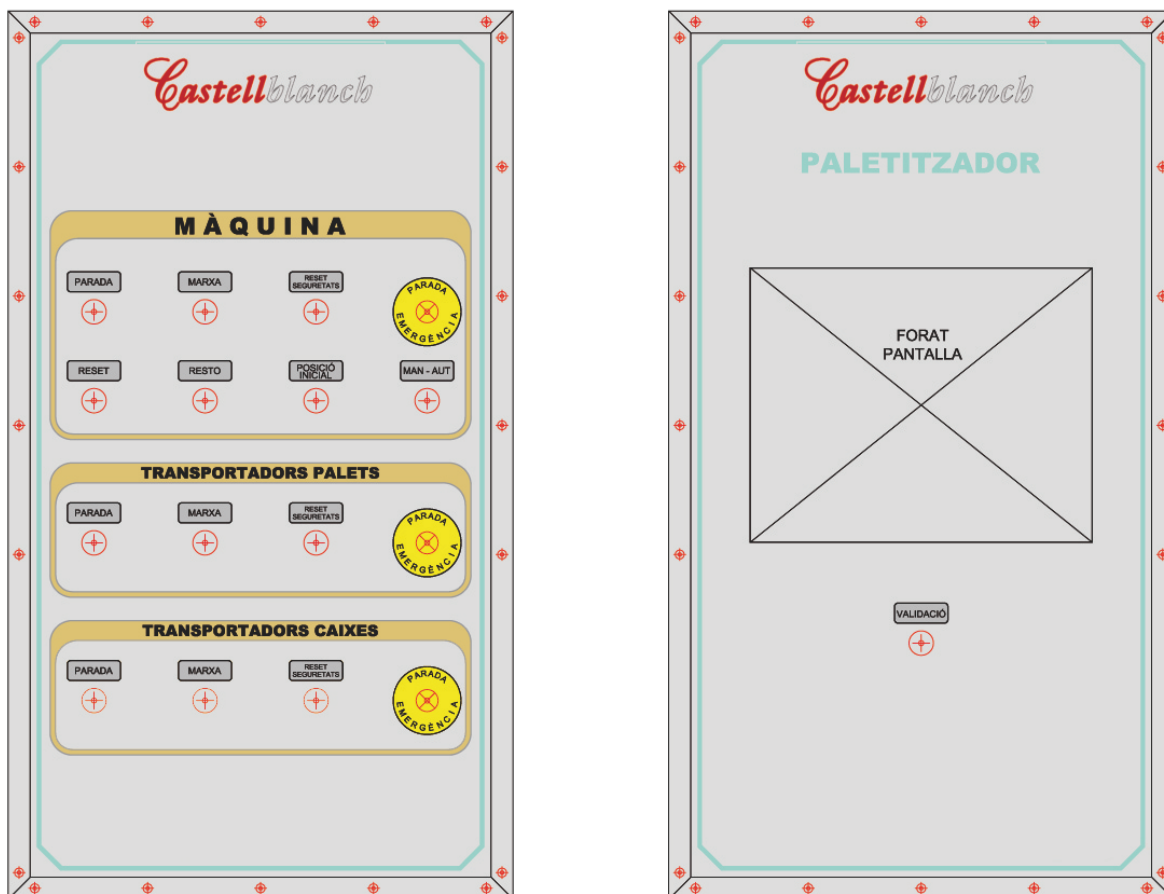 Castellblanch
MÀQUINA
PARADA
MARXA
RESET
SEGURETATS
PARADA
EMERGÈNCIA
RESET
RESTO
POSICIÓ
INICIAL
MAN - AUT
TRANSPORTADORS PALETS
PARADA
MARXA
RESET
SEGURETATS
PARADA
EMERGÈNCIA
TRANSPORTADORS CAIXES
PARADA
MARXA
RESET
SEGURETATS
PARADA
EMERGÈNCIA
Castellblanch
PALETITZADOR
FORAT
PANTALLA
VALIDACIÓ